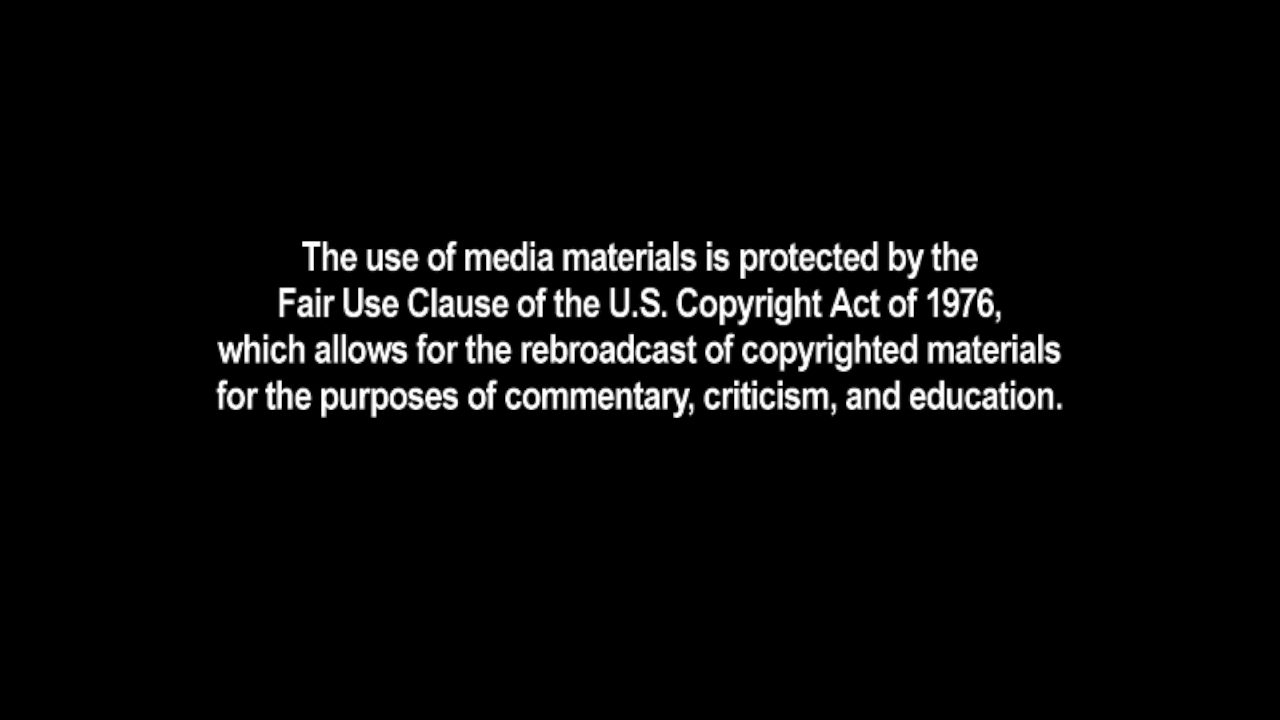 The use of media materials is protected by the
Fair Use Clause of the U.S. Copyright Act of 1976,
which allows for the rebroadcast of copyrighted materials
for the purposes of commentary, criticism, and education.